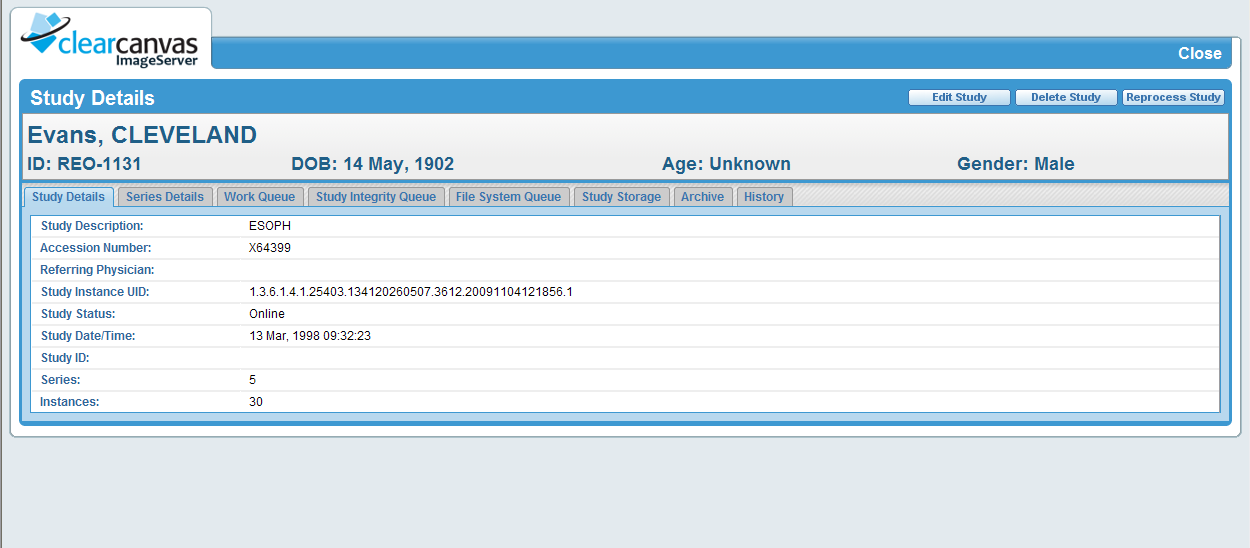 clearcanvas
ImageServer
Close
Study Details Edit Study Delete Study Reprocess Study
Evans, CLEVELAND
ID: REO-1131 DOB: 14 May, 1902 Age: Unknown Gender: Male
Study Details Series Details Work Queue Study Integrity Queue File System Queue Study Storage Archive History
Study Description: ESOPH
Accession Number: X64399
Referring Physician:
Study Instance UID: 1.3.6.1.4.1.25403.134120260507.3612.20091104121856.1
Study Status: Online
Study Date/Time: 13 Mar, 1998 09:32:23
Study ID:
Series: 5
Instances: 30